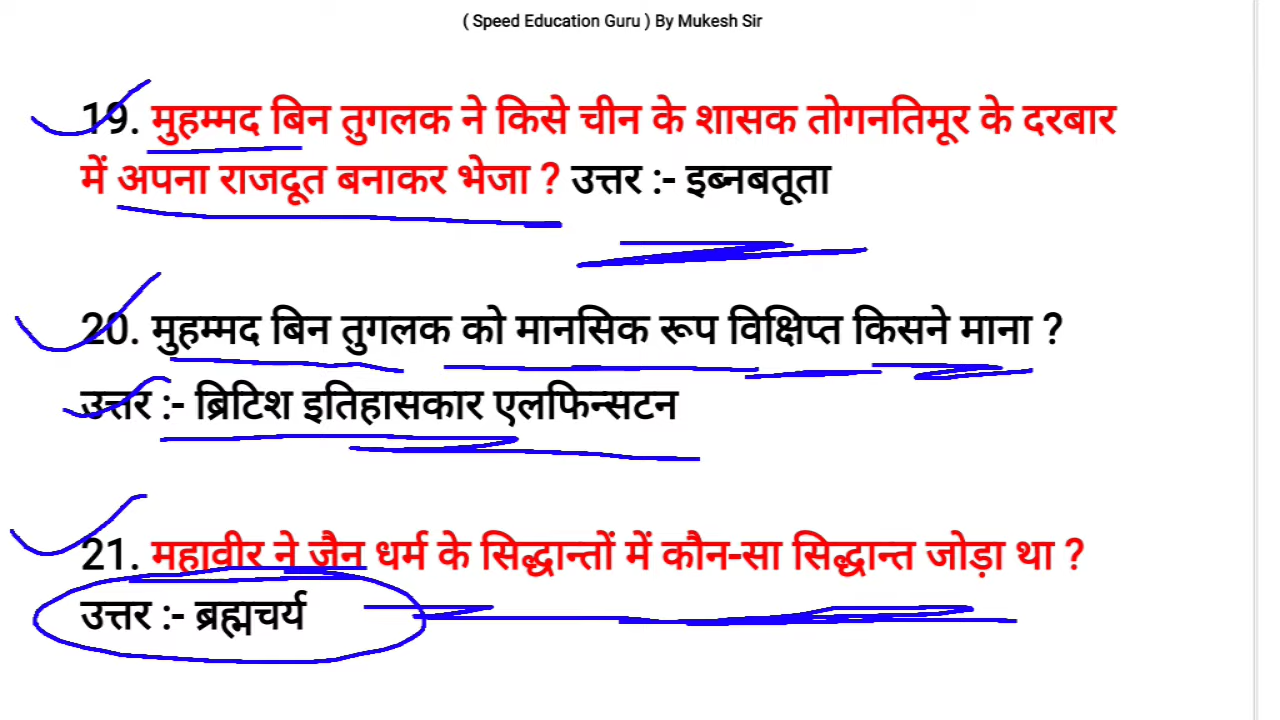 ( Speed Education Guru ) By Mukesh Sir
19. मुहम्मद बिन तुगलक ने किसे चीन के शासक तोगनतिमूर के दरबार
में अपना राजदूत बनाकर भेजा ? उत्तर :- इब्नबतूता
20. मुहम्मद बिन तुगलक को मानसिक रूप विक्षिप्त किसने माना ?
उत्तर :- ब्रिटिश इतिहासकार एलफिन्सटन
21. महावीर ने जैन धर्म के सिद्धान्तों में कौन-सा सिद्धान्त जोड़ा था ?
उत्तर :- ब्रह्मचर्य